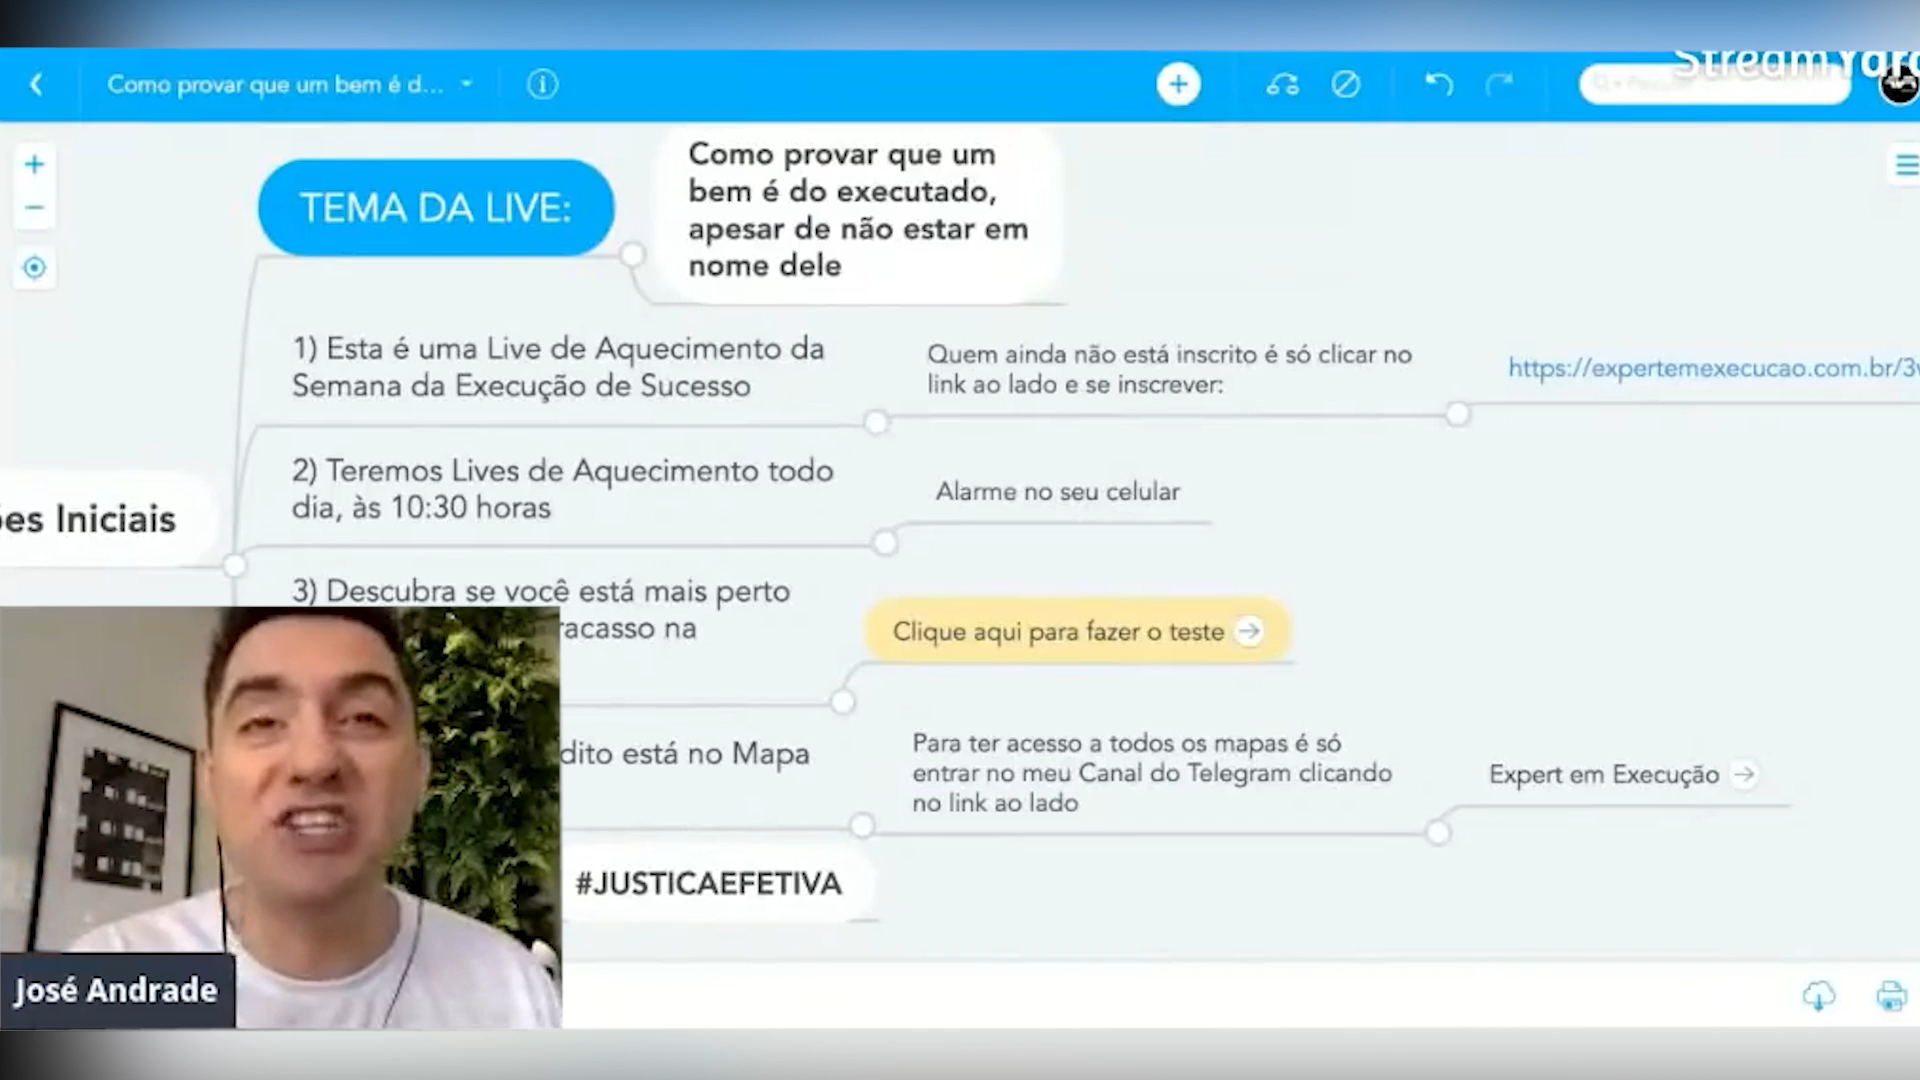 StreamYard
Como provar que um bem é d...
TEMA DA LIVE:
Como provar que um
bem é do executado,
apesar de não estar em
nome dele
1) Esta é uma Live de Aquecimento da
Semana da Execução de Sucesso
Quem ainda não está inscrito é só clicar no
link ao lado e se inscrever:
https://expertemexecucao.com.br/3
2) Teremos Lives de Aquecimento todo
dia, às 10:30 horas
Alarme no seu celular
es Iniciais
3) Descubra se você está mais perto
racasso na
Clique aqui para fazer o teste
dito está no Mapa
Para ter acesso a todos os mapas é só
entrar no meu Canal do Telegram clicando
no link ao lado
Expert em Execução
#JUSTICAEFETIVA
José Andrade